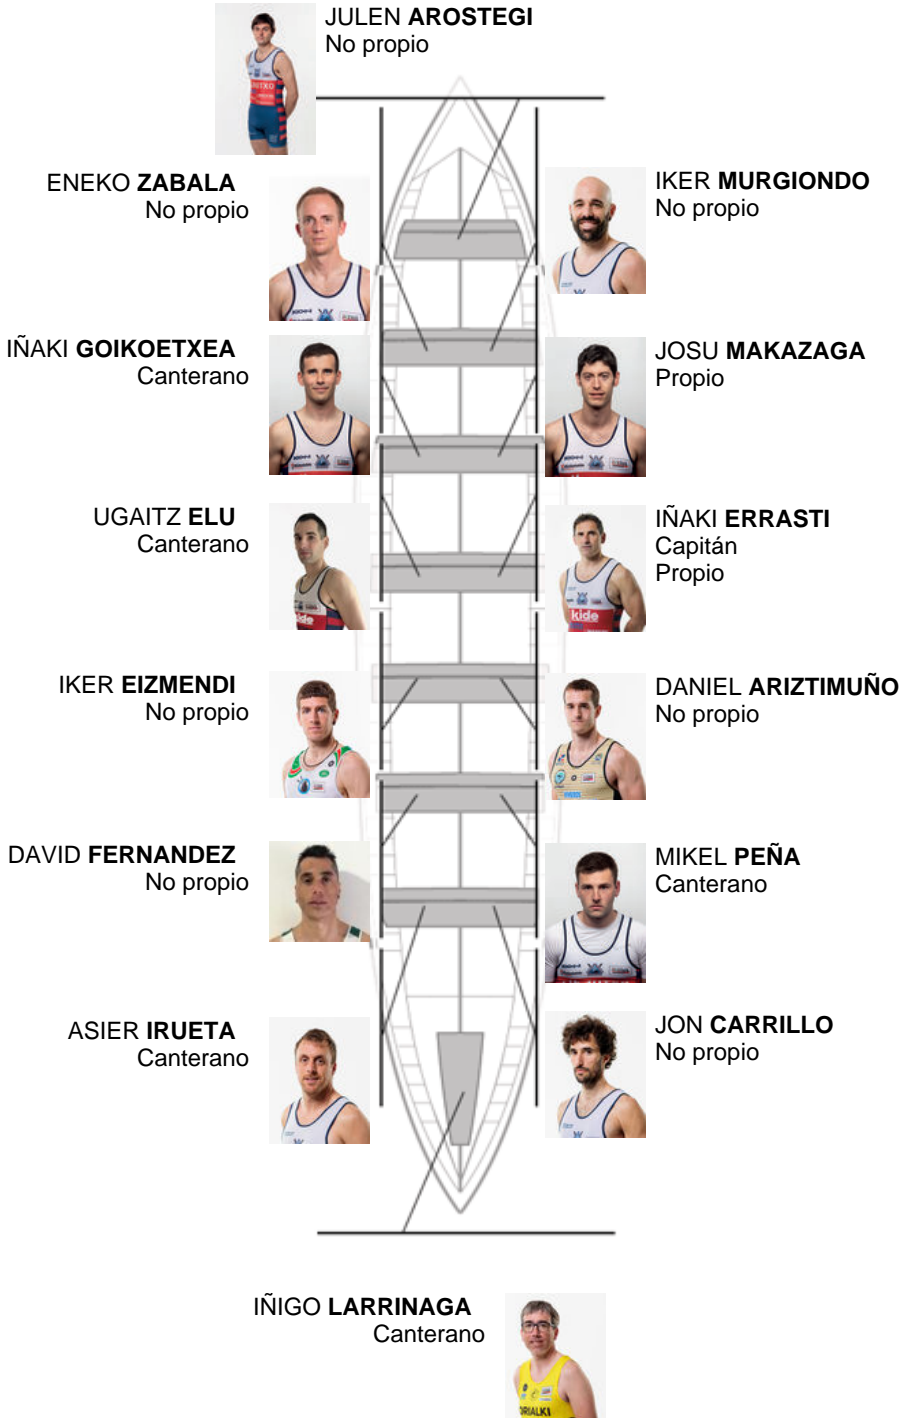 JULEN AROSTEGI
No propio
ENEKO ZABALA
No propio
IKER MURGIONDO
No propio
IÑAKI GOIKOETXEA
Canterano
JOSU MAKAZAGA
Propio
UGAITZ ELU
Canterano
IÑAKI ERRASTI
Capitán
Propio
kide
IKER EIZMENDI
No propio
DANIEL ARIZTIMUÑO
No propio
DAVID FERNANDEZ
No propio
MIKEL PEÑA
Canterano
ASIER IRUETA
Canterano
JON CARRILLO
No propio
IÑIGO LARRINAGA
Canterano
ORIALKI